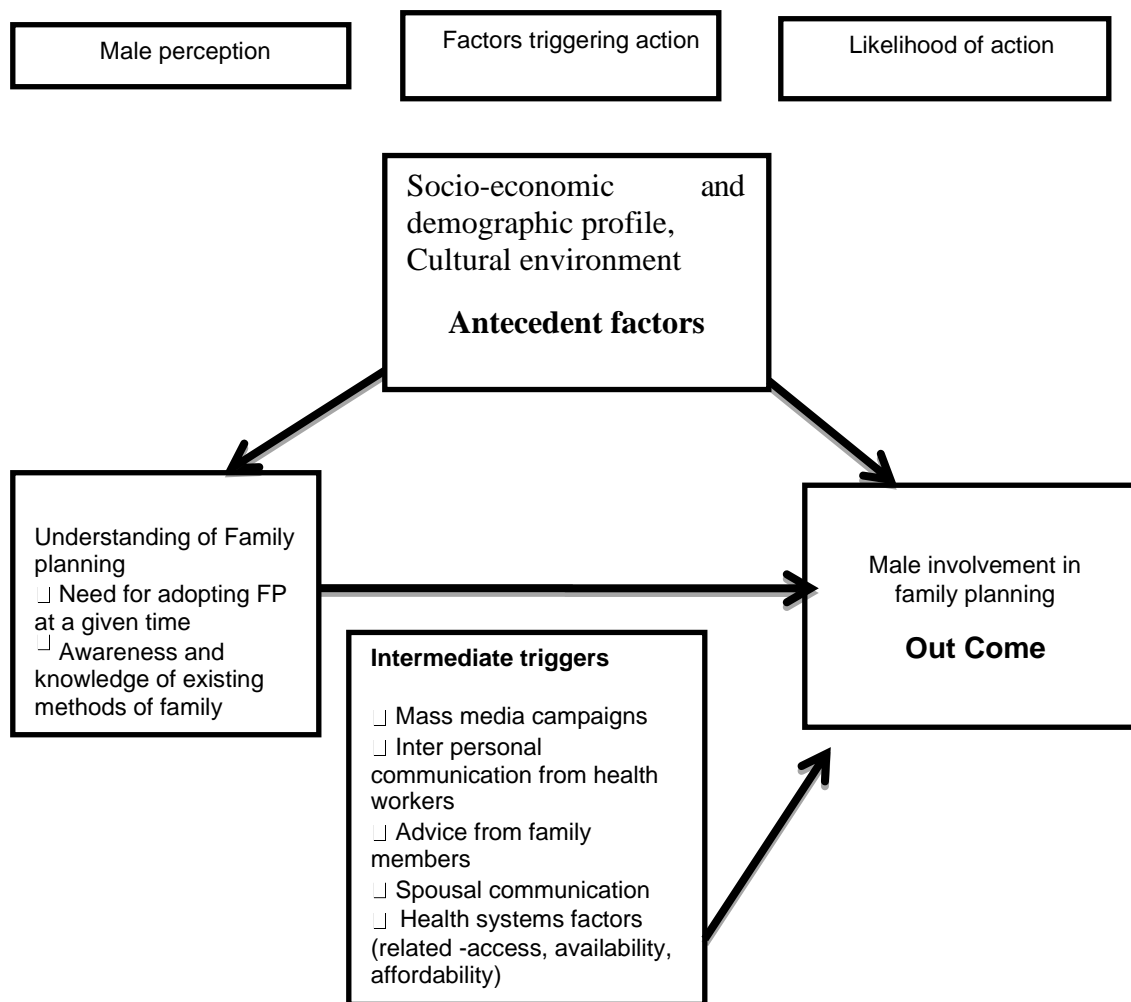 Male perception
Factors triggering action
Likelihood of action
Socio-economic and
demographic profile,
Cultural environment
Antecedent factors
Understanding of Family
planning
Need for adopting FP
at a given time
Awareness and
knowledge of existing
methods of family
Intermediate triggers
Mass media campaigns
Inter personal
communication from health
workers
Advice from family
members
Spousal communication
Health systems factors
(related -access, availability,
affordability)
Male involvement in
family planning
Out Come